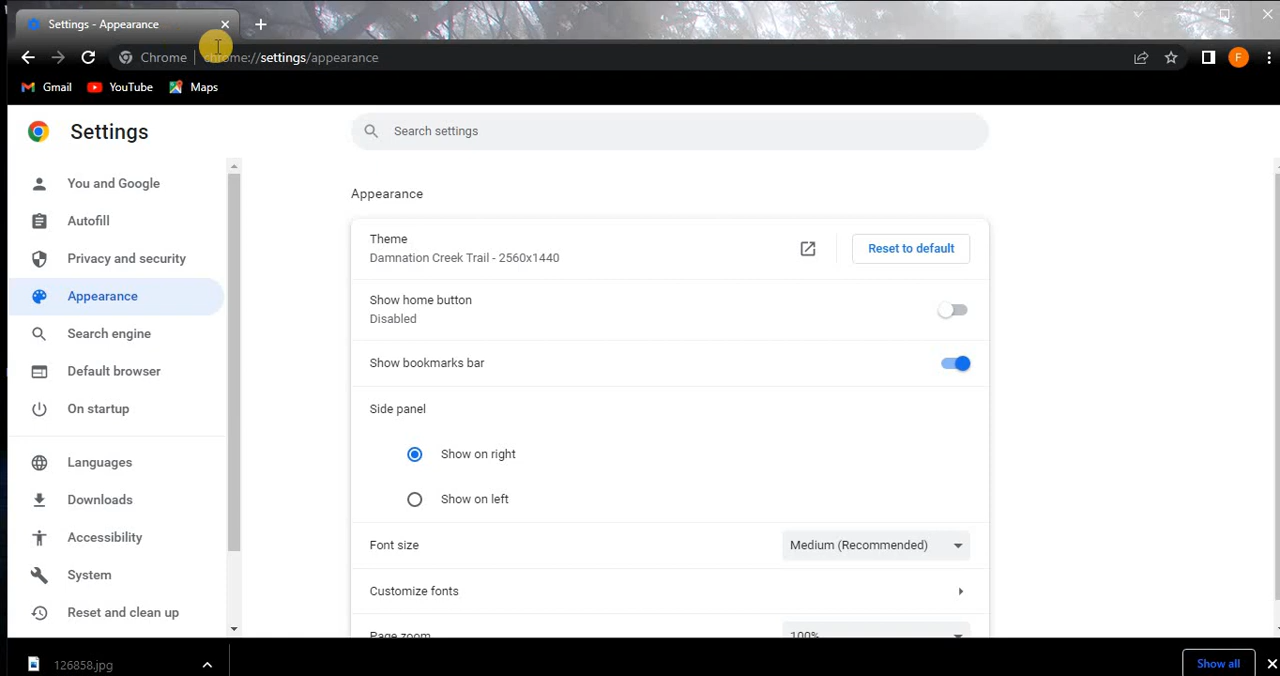 Settings - Appearance
Chrome
chrome://settings/appearance
F
Gmail
YouTube
Maps
Settings
Search settings
You and Google
Autofill
Privacy and security
Appearance
Search engine
Default browser
On startup
Languages
Downloads
Accessibility
System
Reset and clean up
Appearance
Theme
Damnation Creek Trail - 2560x1440
Reset to default
Show home button
Disabled
Show bookmarks bar
Side panel
Show on right
Show on left
Font size
Medium (Recommended)
Customize fonts
Page zoom
100%
126858.jpg
Show all